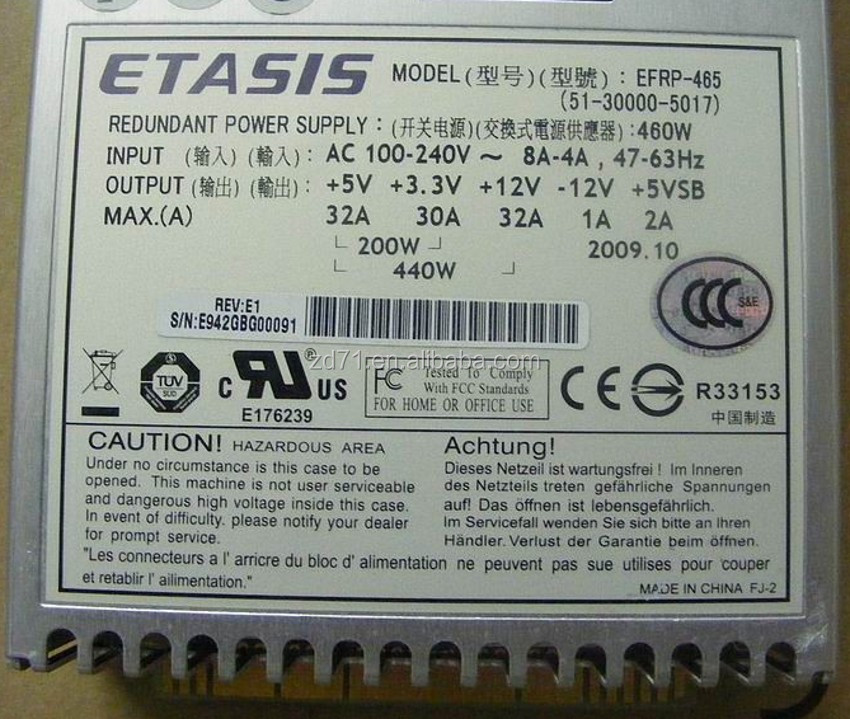 ETASIS MODEL(型号)(型號) : EFRP-465
(51-30000-5017)
REDUNDANT POWER SUPPLY : (开关电源)(交換式電源供應器) : 460W
INPUT (输入) (輸入) : AC 100-240V ~ 8A-4A , 47-63Hz
OUTPUT (输出) (輸出) : +5V +3.3V +12V -12V +5VSB
MAX.(A) 32A 30A 32A 1A 2A
200W 2009.10
440W
CCC S&E
REV:E1
S/N:E942GBG00091
zd71.en.alibaba.com
TUV SUD
c RU ® US
E176239
FC Tested To Comply
With FCC Standards
FOR HOME OR OFFICE USE
CE
R33153
中国制造
CAUTION! HAZARDOUS AREA
Under no circumstance is this case to be
opened. This machine is not user serviceable
and dangerous high voltage inside this case.
In event of difficulty. please notify your dealer
for prompt service.
Achtung!
Dieses Netzeil ist wartungsfrei ! Im Inneren
des Netzteils treten gefährliche Spannungen
auf! Das öffnen ist lebensgefährlich.
Im Servicefall wenden Sie sich bitte an Ihren
Händler. Verlust der Garantie beim öffnen.
"Les connecteurs a l' arricre du bloc d' alimentation ne peuvent pas sue utilises pour couper
et retablir l' ailimentation."
MADE IN CHINA FJ-2